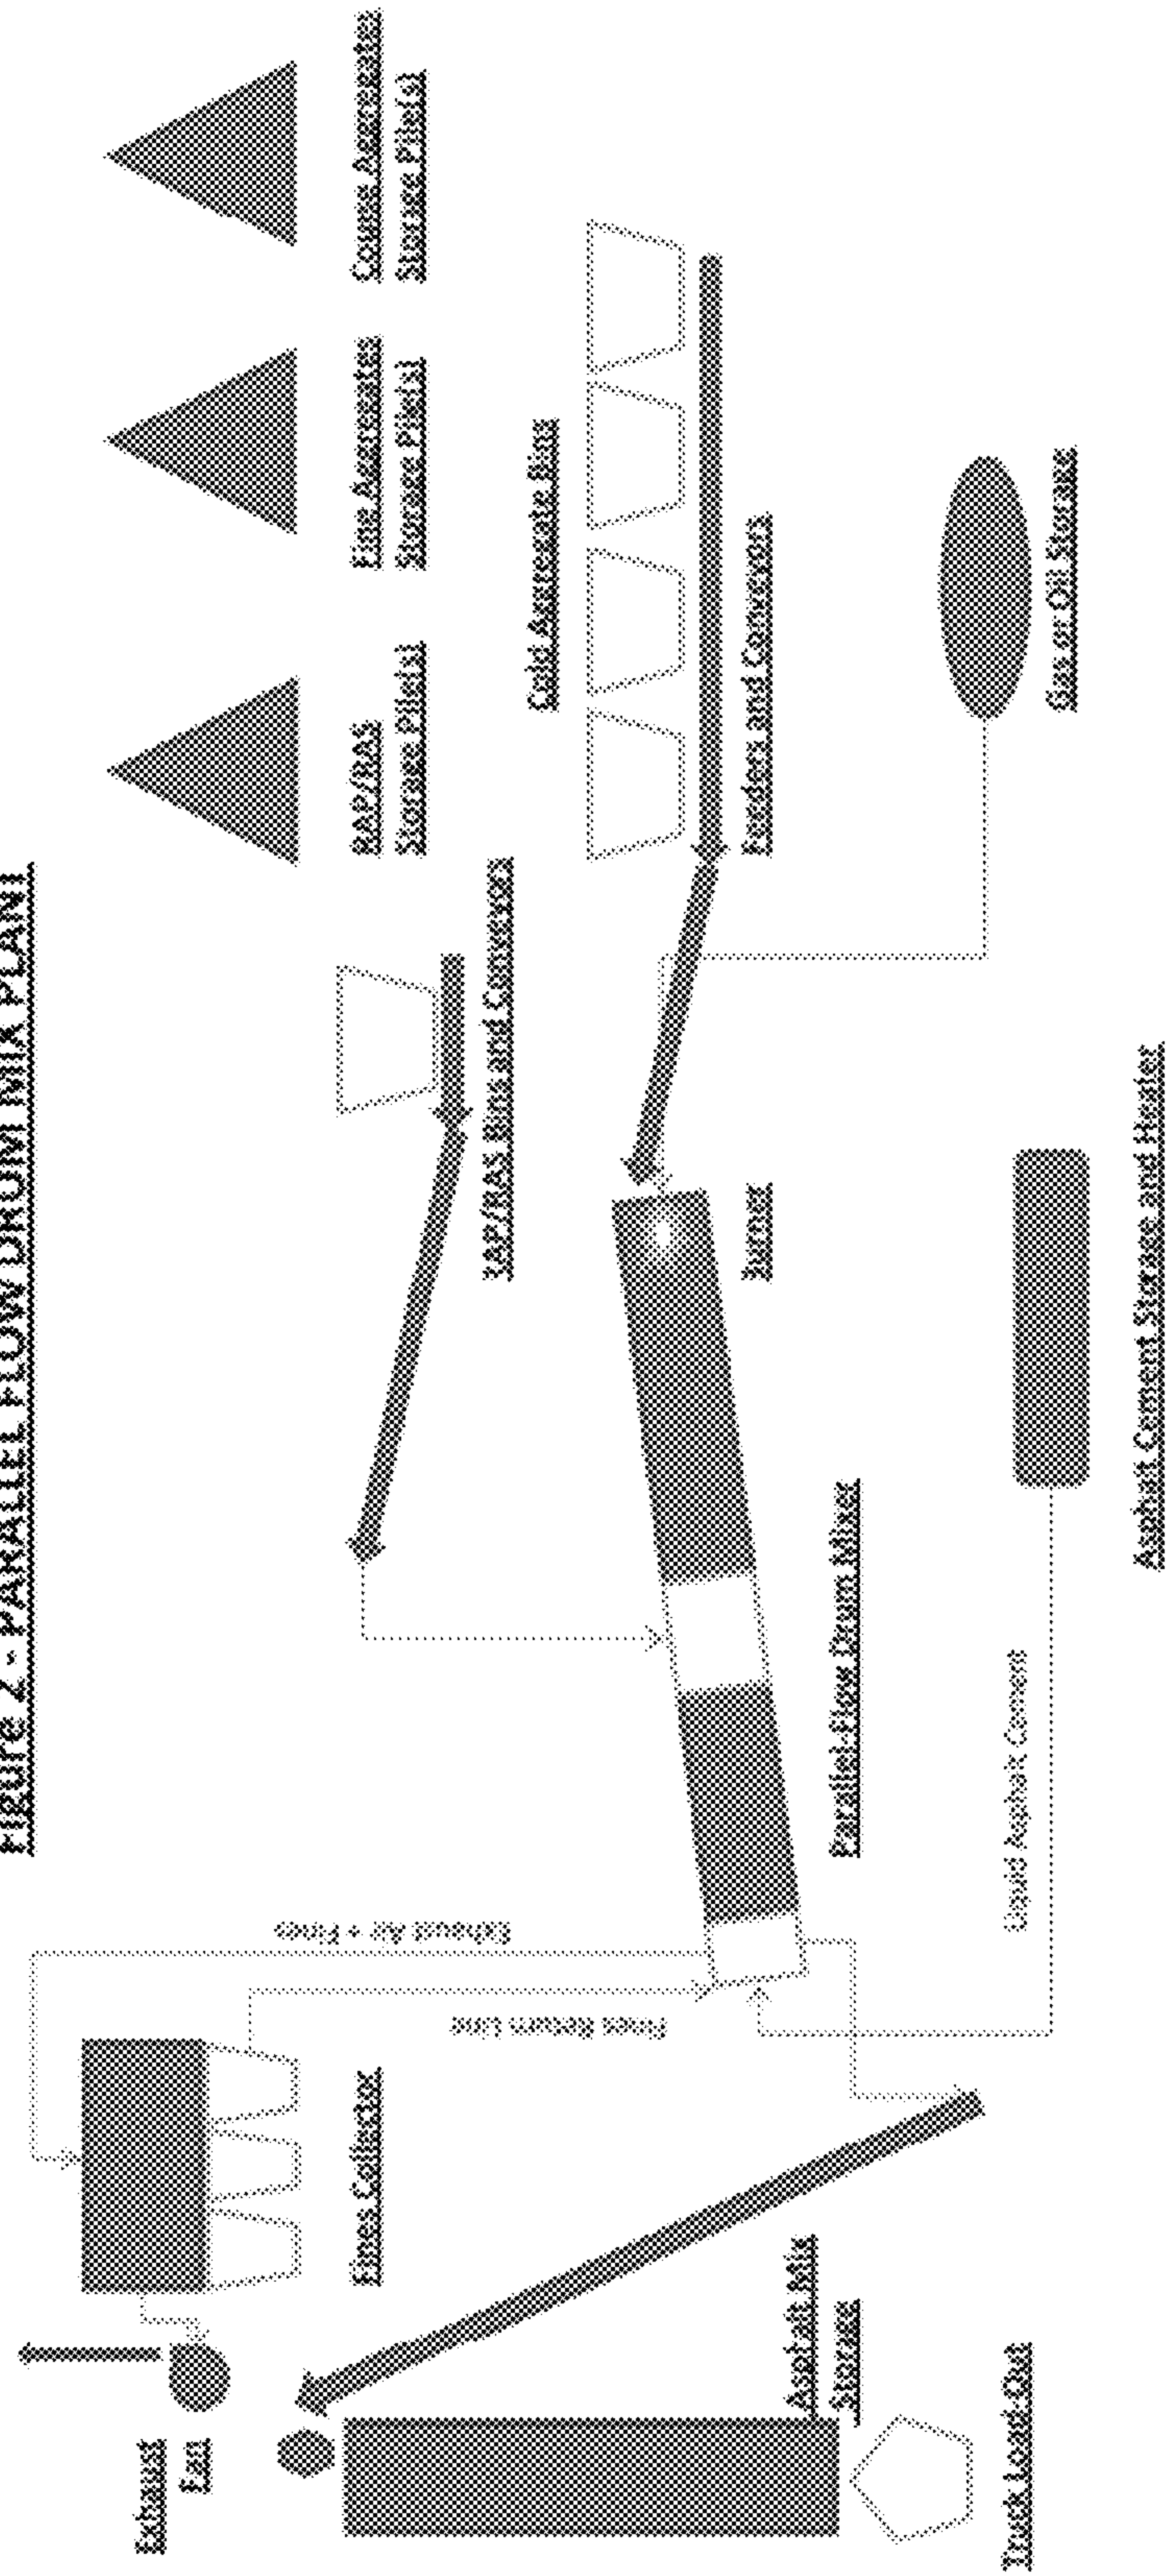 Figure 2 - PARALLEL FLOW DRUM MIX PLANT
Exhaust
Fan
Fines Collector
Exhaust Air + Fines
Fines Return Line
RAP/RAS
Storage Pile(s)
Fine Aggregates
Storage Pile(s)
Course Aggregates
Storage Pile(s)
RAP/RAS Bins and Conveyors
Cold Aggregate Bins
Feeders and Conveyors
Burner
Parallel-Flow Drum Mixer
Asphalt Mix
Storage
Truck Load-Out
Liquid Asphalt Cement
Gas or Oil Storage
Asphalt Cement Storage and Heater